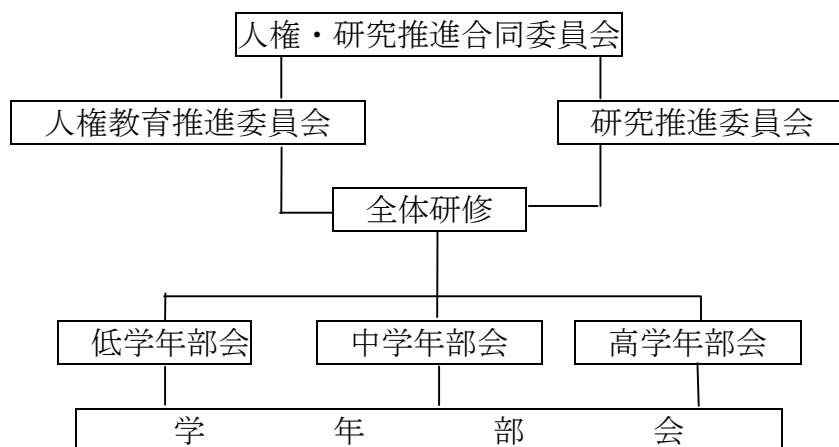 人権・研究推進合同委員会
人権教育推進委員会 研究推進委員会
全体研修
低学年部会 中学年部会 高学年部会
学 年 部 会